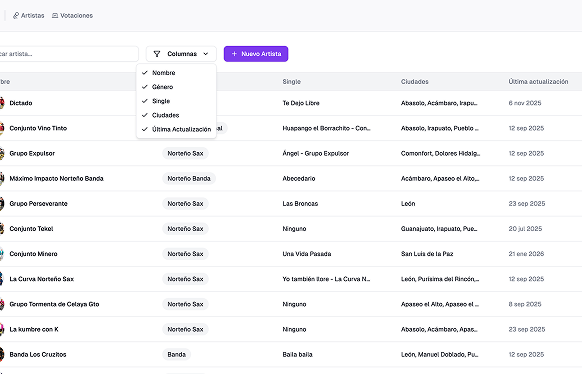 Artistas Votaciones
car artista... Columnas + Nuevo Artista
bre Single Ciudades Última actualización
Nombre
Género
Single
Ciudades
Última Actualización
Dictado Te Dejo Libre Abasolo, Acámbaro, Irapu... 6 nov 2025
Conjunto Vino Tinto al Huapango el Borrachito - Con... Abasolo, Irapuato, Pueblo ... 12 sep 2025
Grupo Expulsor Norteño Sax Ángel - Grupo Expulsor Comonfort, Dolores Hidalg... 12 sep 2025
Máximo Impacto Norteño Banda Norteño Banda Abecedario Acámbaro, Apaseo el Alto,... 12 sep 2025
Grupo Perseverante Norteño Sax Las Broncas León 23 sep 2025
Conjunto Tekel Norteño Sax Ninguno Guanajuato, Irapuato, Pue... 20 jul 2025
Conjunto Minero Norteño Sax Una Vida Pasada San Luis de la Paz 21 ene 2026
La Curva Norteño Sax Norteño Sax Yo también llore - La Curva N... León, Purísima del Rincón,... 12 sep 2025
Grupo Tormenta de Celaya Gto Norteño Sax Ninguno Apaseo el Alto, Apaseo el ... 8 sep 2025
La kumbre con K Norteño Sax Ninguno Abasolo, Acámbaro, Apas... 23 sep 2025
Banda Los Cruzitos Banda Baila baila León, Manuel Doblado, Pu... 12 sep 2025